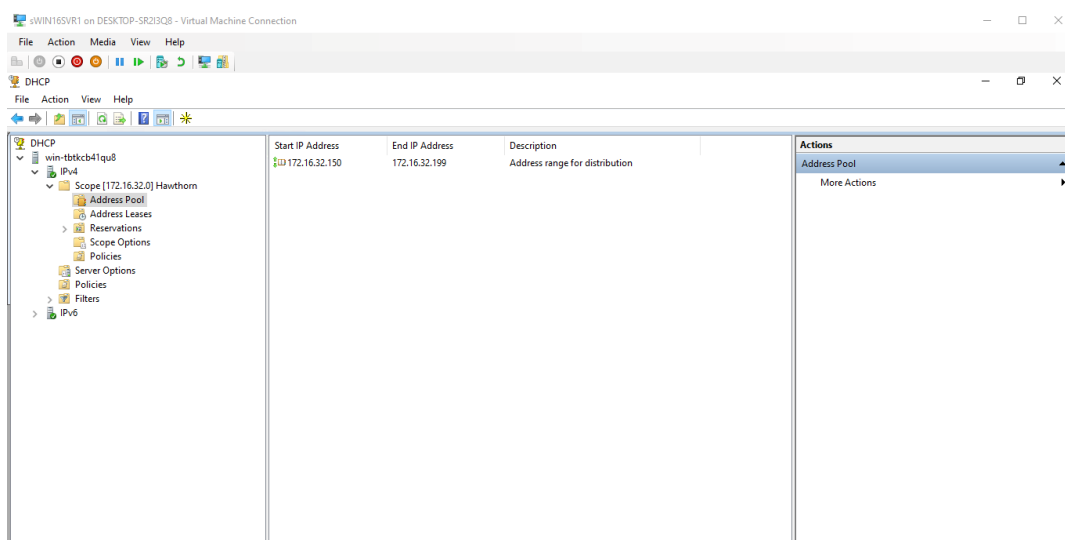 sWIN16SVR1 on DESKTOP-SR2I3Q8 - Virtual Machine Connection
File Action Media View Help
DHCP
File Action View Help
DHCP
win-tbtkcb41qu8
IPv4
Scope [172.16.32.0] Hawthorn
Address Pool
Address Leases
Reservations
Scope Options
Policies
Server Options
Policies
Filters
IPv6
Start IP Address End IP Address Description
172.16.32.150 172.16.32.199 Address range for distribution
Actions
Address Pool
More Actions